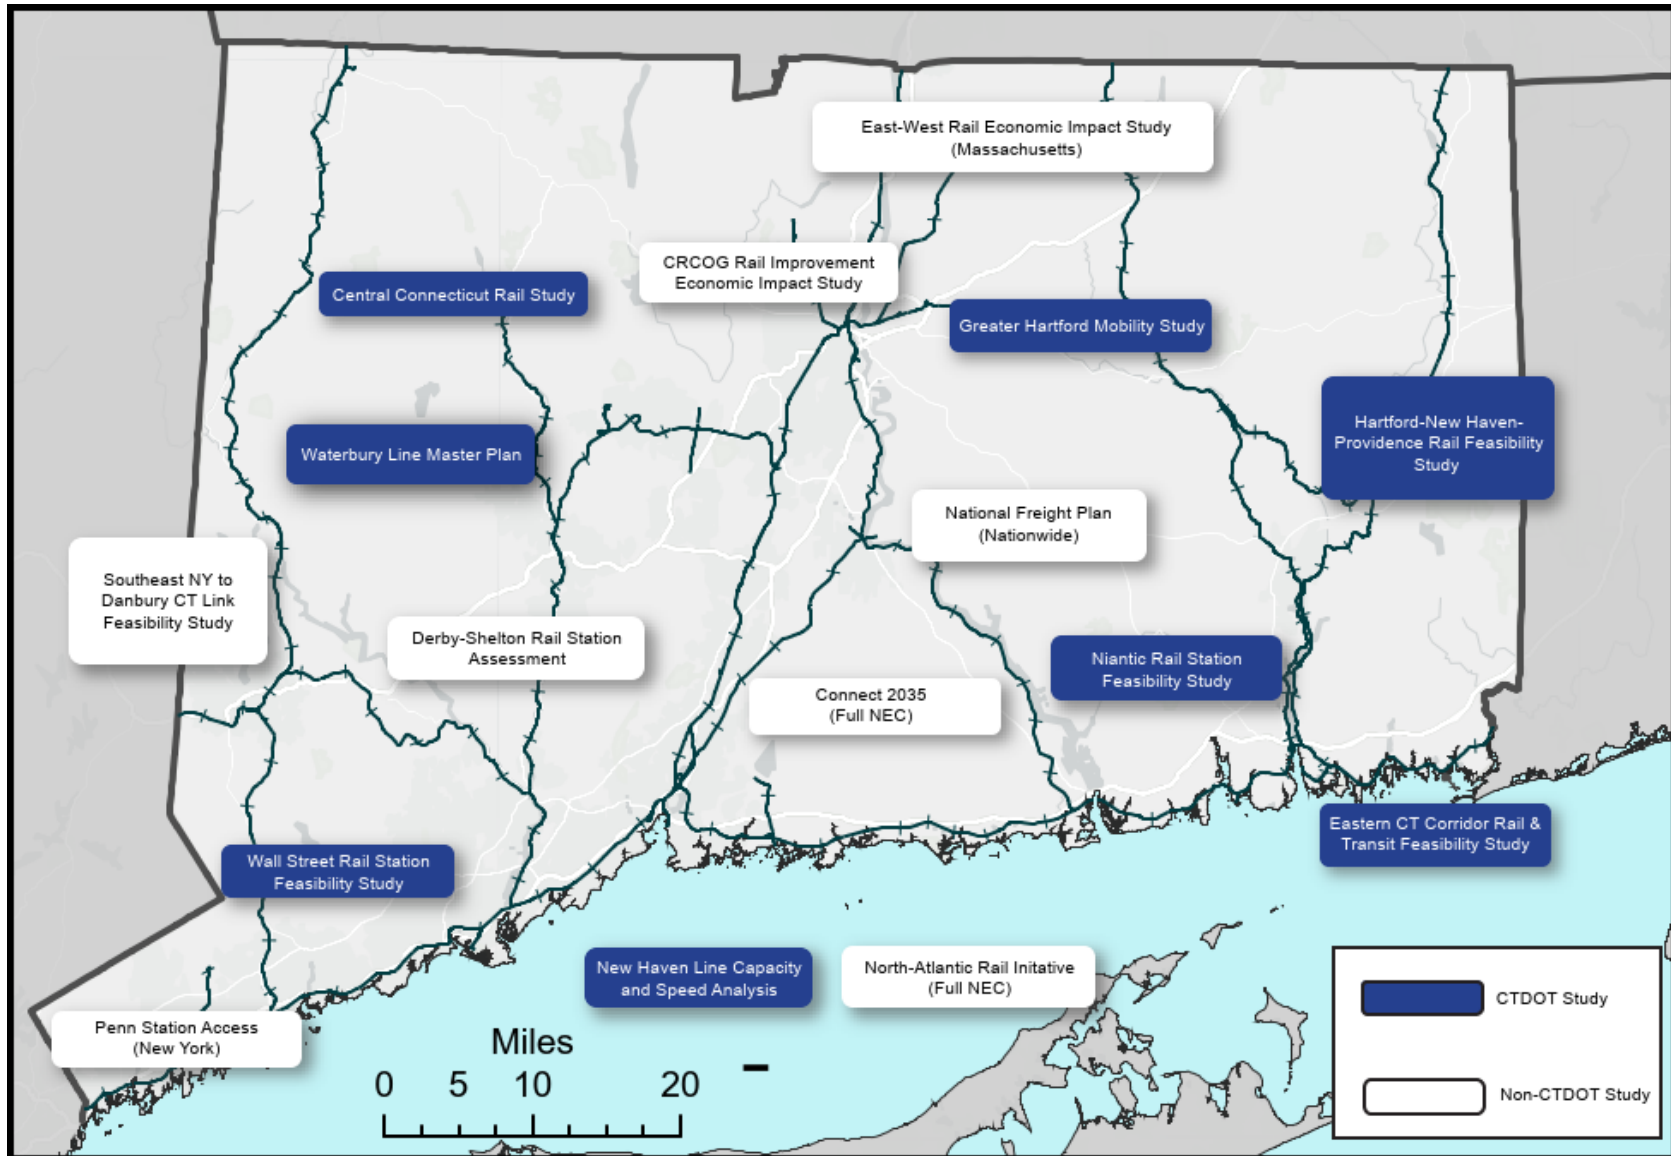 East-West Rail Economic Impact Study
(Massachusetts)
CRCOG Rail Improvement
Economic Impact Study
Central Connecticut Rail Study
Greater Hartford Mobility Study
Hartford-New Haven-
Providence Rail Feasibility
Study
Waterbury Line Master Plan
National Freight Plan
(Nationwide)
Southeast NY to
Danbury CT Link
Feasibility Study
Derby-Shelton Rail Station
Assessment
Niantic Rail Station
Feasibility Study
Connect 2035
(Full NEC)
Eastern CT Corridor Rail &
Transit Feasibility Study
Wall Street Rail Station
Feasibility Study
New Haven Line Capacity
and Speed Analysis
North-Atlantic Rail Initative
(Full NEC)
Penn Station Access
(New York)
Miles
0 5 10 20
CTDOT Study
Non-CTDOT Study